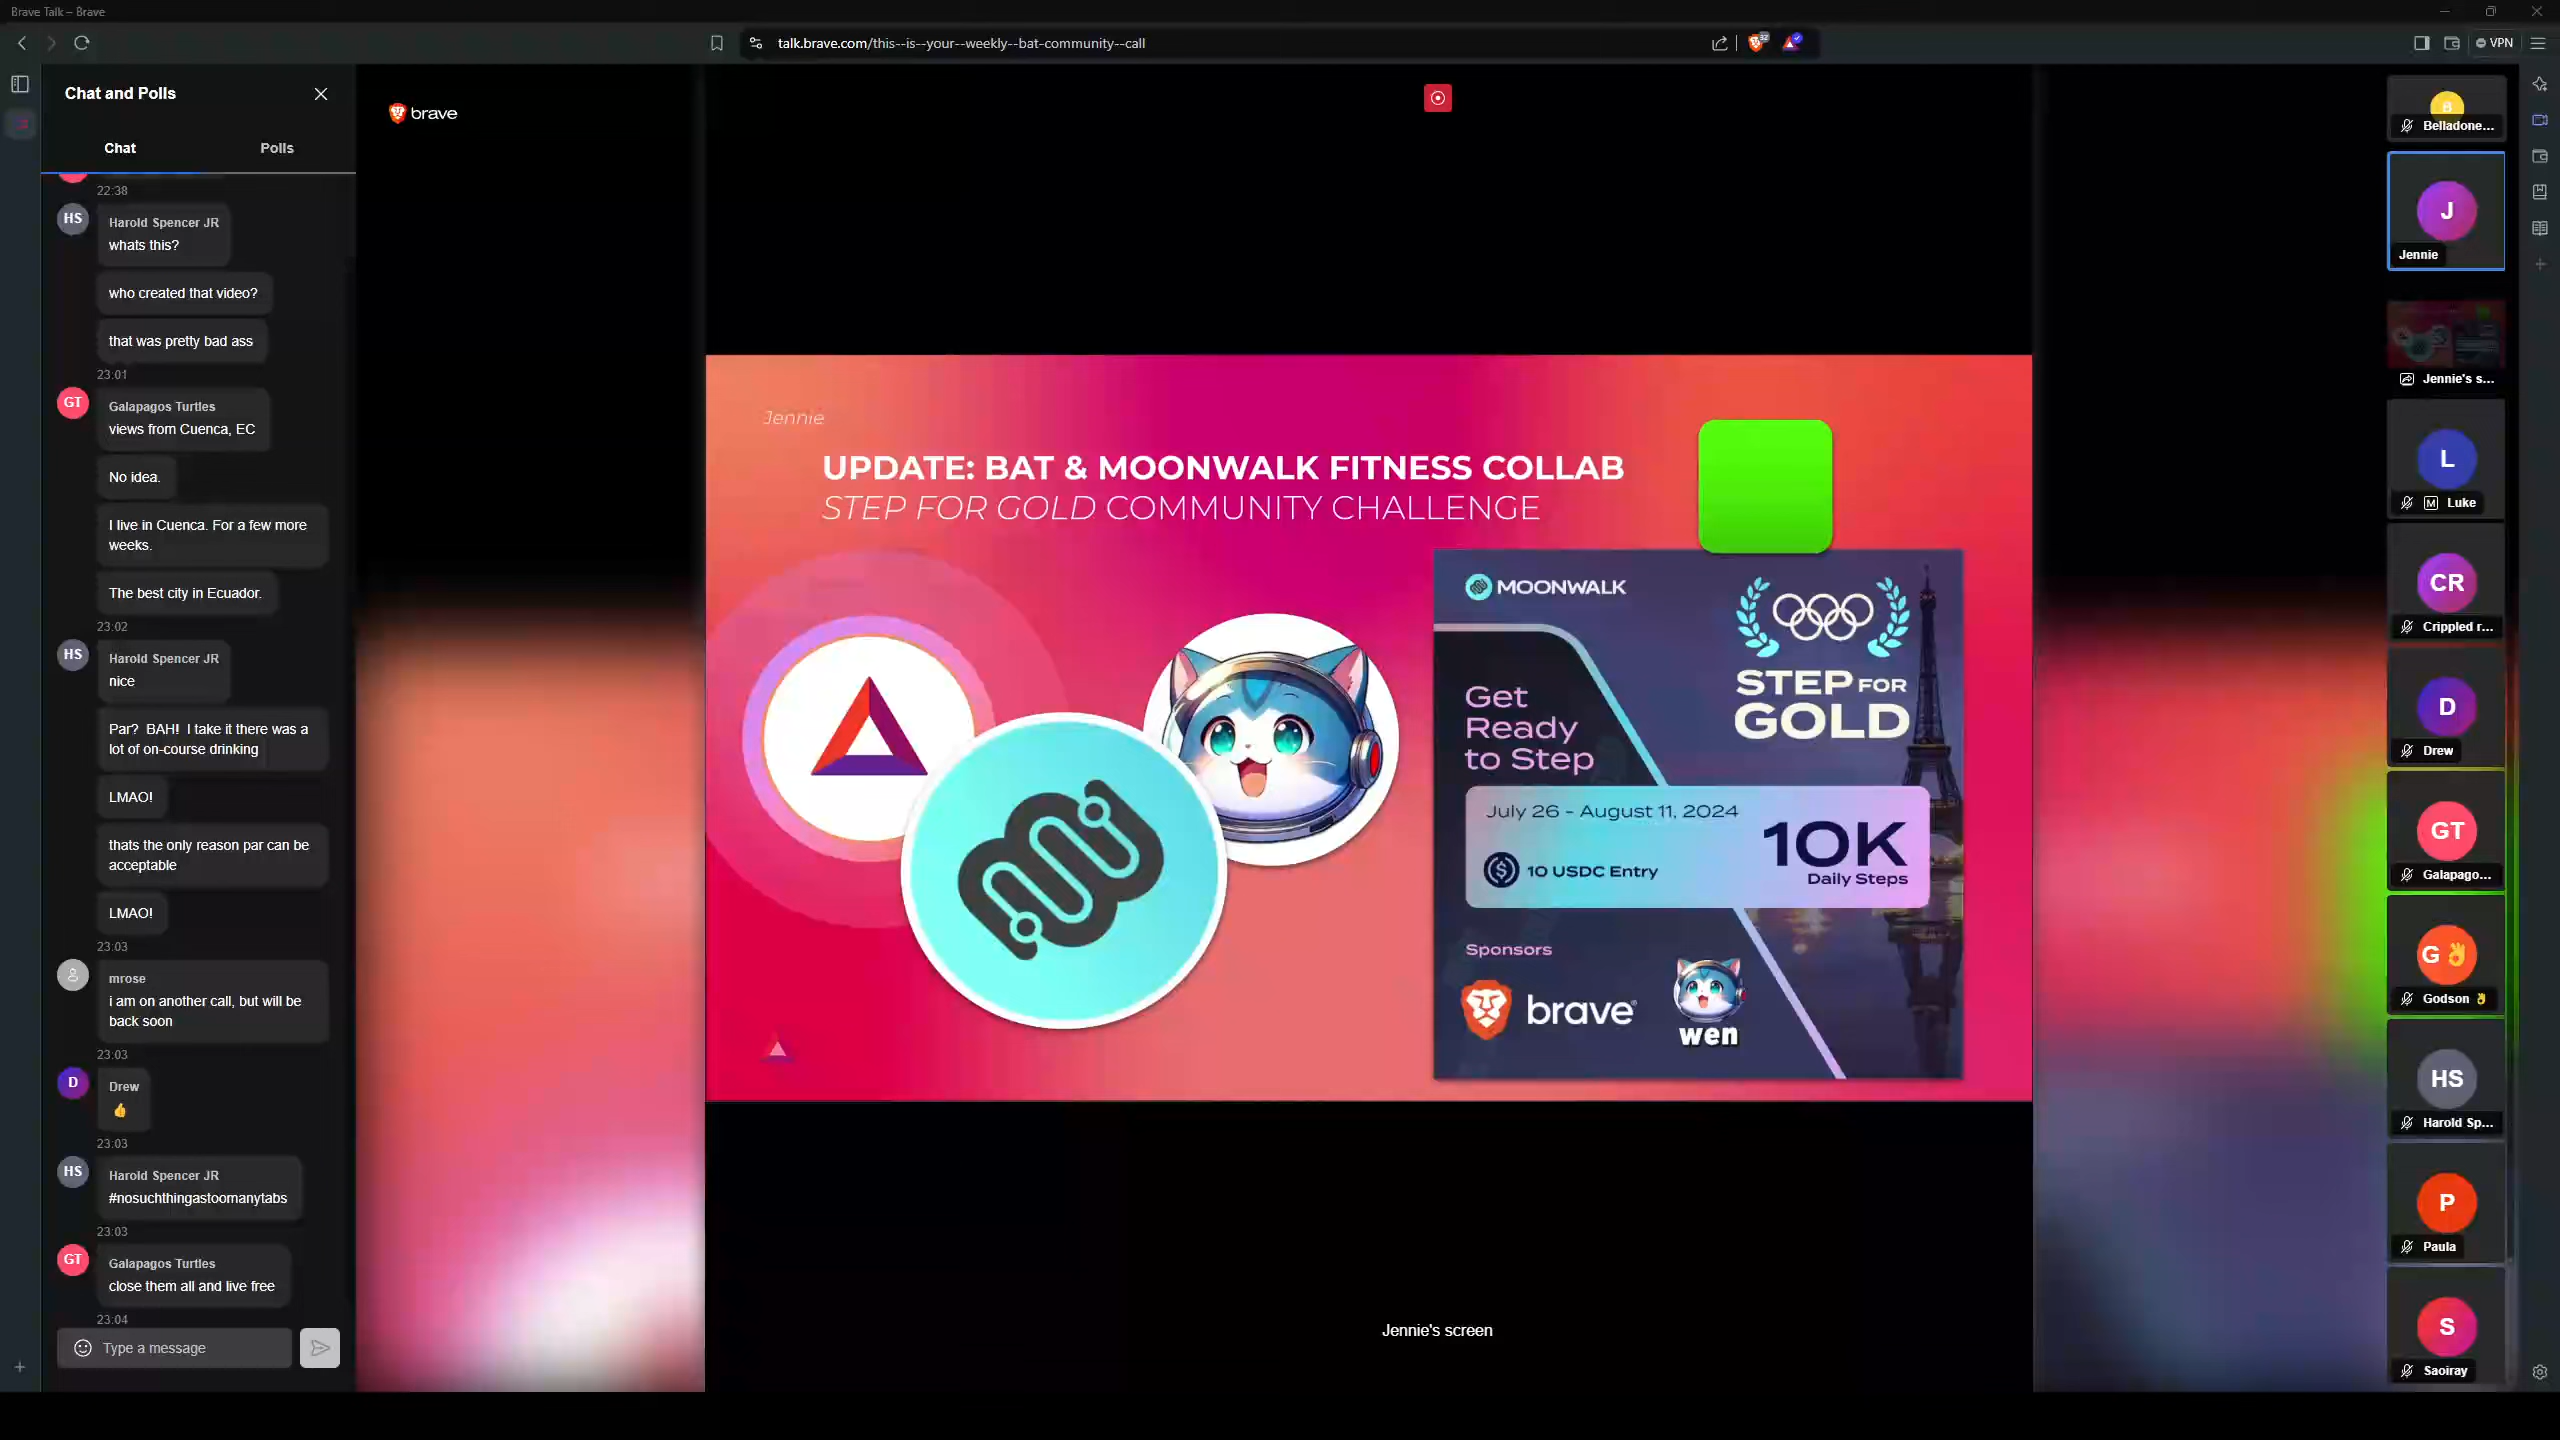 Brave Talk – Brave
talk.brave.com/this--is--your--weekly--bat-community--call
32
VPN
Chat and Polls
Chat
Polls
22:38
HS
Harold Spencer JR
whats this?
who created that video?
that was pretty bad ass
23:01
GT
Galapagos Turtles
views from Cuenca, EC
No idea.
I live in Cuenca. For a few more
weeks.
The best city in Ecuador.
23:02
HS
Harold Spencer JR
nice
Par? BAH! I take it there was a
lot of on-course drinking
LMAO!
thats the only reason par can be
acceptable
LMAO!
23:03
mrose
i am on another call, but will be
back soon
23:03
D
Drew
👍
23:03
HS
Harold Spencer JR
#nosuchthingastoomanytabs
23:03
GT
Galapagos Turtles
close them all and live free
23:04
Type a message
brave
Jennie
UPDATE: BAT & MOONWALK FITNESS COLLAB
STEP FOR GOLD COMMUNITY CHALLENGE
MOONWALK
STEP FOR
GOLD
Get
Ready
to Step
July 26 - August 11, 2024
10 USDC Entry
10K
Daily Steps
Sponsors
brave
wen
Jennie's screen
B
Belladone...
J
Jennie
Jennie's s...
L
M Luke
CR
Crippled r...
D
Drew
GT
Galapago...
G👌
Godson 👌
HS
Harold Sp...
P
Paula
S
Saoiray